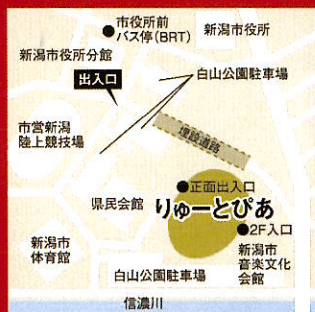 市役所前
バス停(BRT)
新潟市役所
新潟市役所分館
白山公園駐車場
出入口
市営新潟
陸上競技場
埋設道路
正面出入口
県民会館
りゅーとぴあ
2F入口
新潟市
体育館
新潟市
音楽文化
会館
白山公園駐車場
信濃川